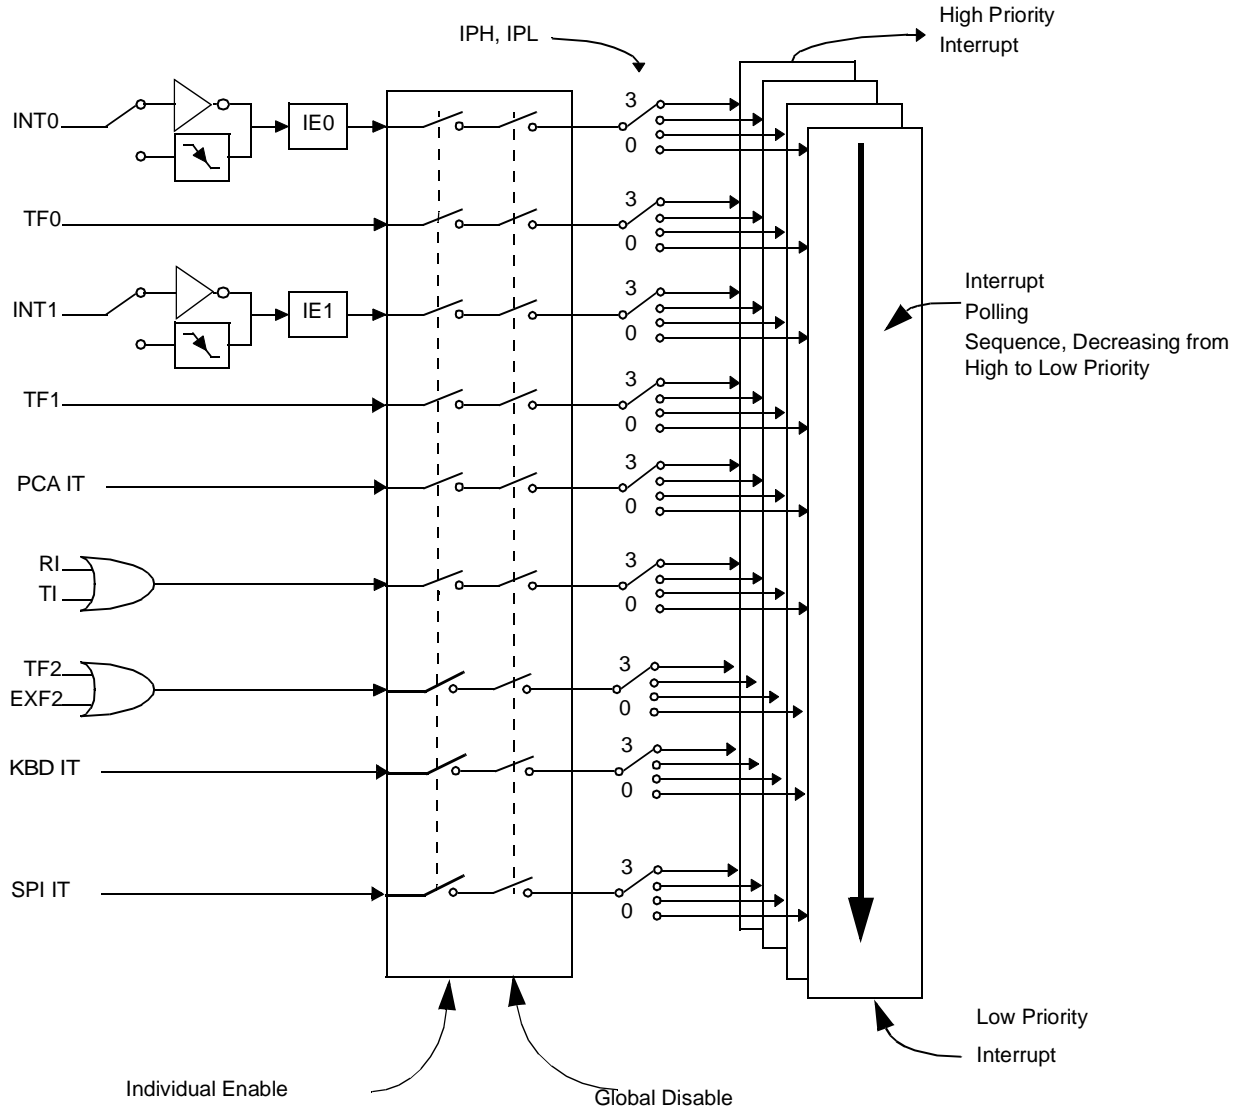 High Priority
Interrupt
IPH, IPL
3
INT0
IE0
0
3
TF0
0
3
INT1
IE1
0
Interrupt
Polling
Sequence, Decreasing from
High to Low Priority
3
TF1
0
3
PCA IT
0
3
RI
TI
0
3
TF2
EXF2
0
3
KBD IT
0
3
SPI IT
0
Low Priority
Interrupt
Individual Enable
Global Disable